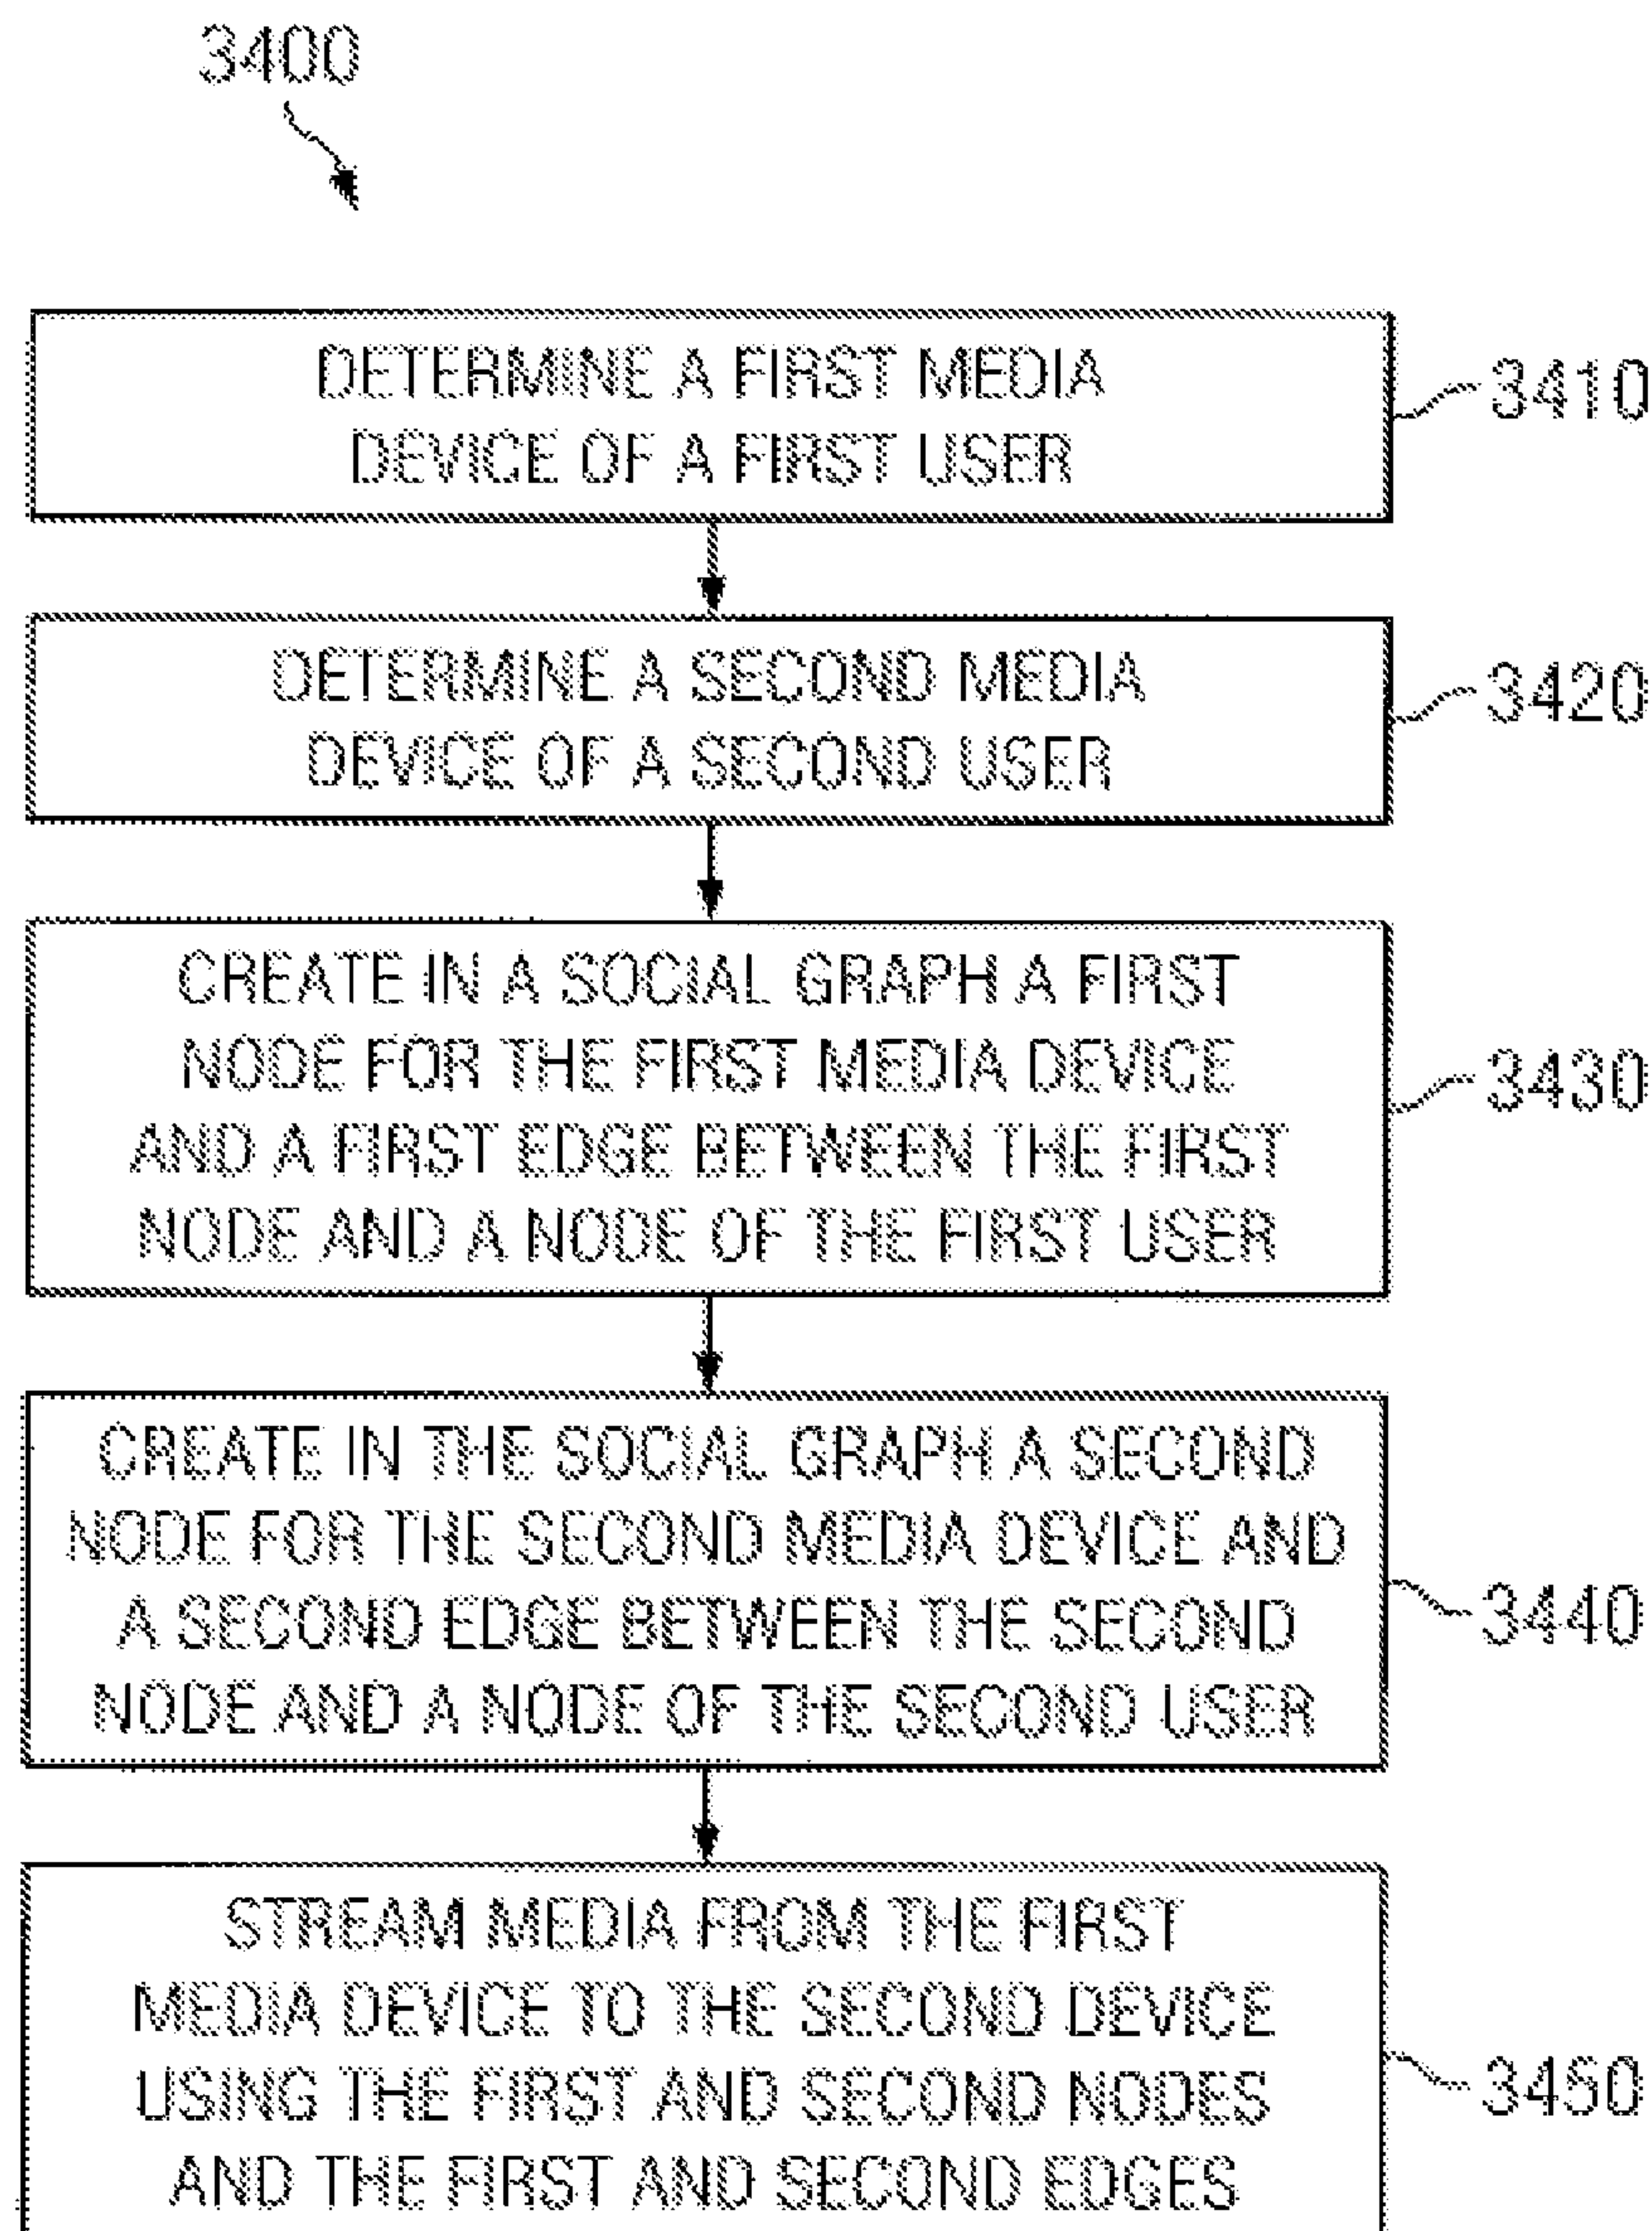 3400
DETERMINE A FIRST MEDIA
DEVICE OF A FIRST USER
3410
DETERMINE A SECOND MEDIA
DEVICE OF A SECOND USER
3420
CREATE IN A SOCIAL GRAPH A FIRST
NODE FOR THE FIRST MEDIA DEVICE
AND A FIRST EDGE BETWEEN THE FIRST
NODE AND A NODE OF THE FIRST USER
3430
CREATE IN THE SOCIAL GRAPH A SECOND
NODE FOR THE SECOND MEDIA DEVICE AND
A SECOND EDGE BETWEEN THE SECOND
NODE AND A NODE OF THE SECOND USER
3440
STREAM MEDIA FROM THE FIRST
MEDIA DEVICE TO THE SECOND DEVICE
USING THE FIRST AND SECOND NODES
AND THE FIRST AND SECOND EDGES
3450